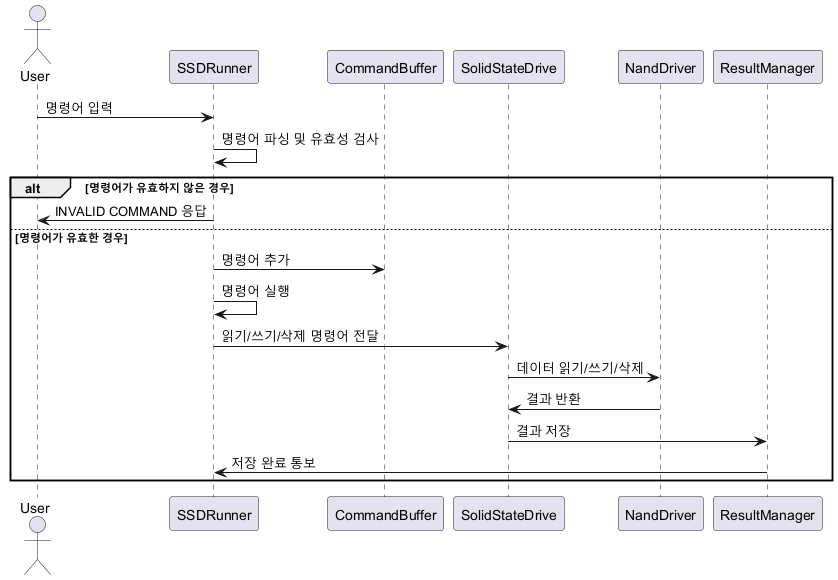 User
SSDRunner
CommandBuffer
SolidStateDrive
NandDriver
ResultManager
명령어 입력
명령어 파싱 및 유효성 검사
alt [명령어가 유효하지 않은 경우]
INVALID COMMAND 응답
[명령어가 유효한 경우]
명령어 추가
명령어 실행
읽기/쓰기/삭제 명령어 전달
데이터 읽기/쓰기/삭제
결과 반환
결과 저장
저장 완료 통보
User
SSDRunner
CommandBuffer
SolidStateDrive
NandDriver
ResultManager